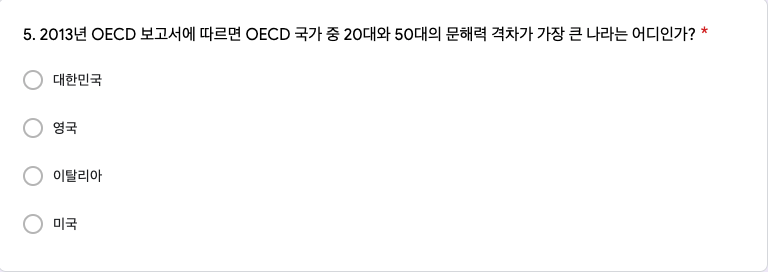 5. 2013년 OECD 보고서에 따르면 OECD 국가 중 20대와 50대의 문해력 격차가 가장 큰 나라는 어디인가? *
대한민국
영국
이탈리아
미국